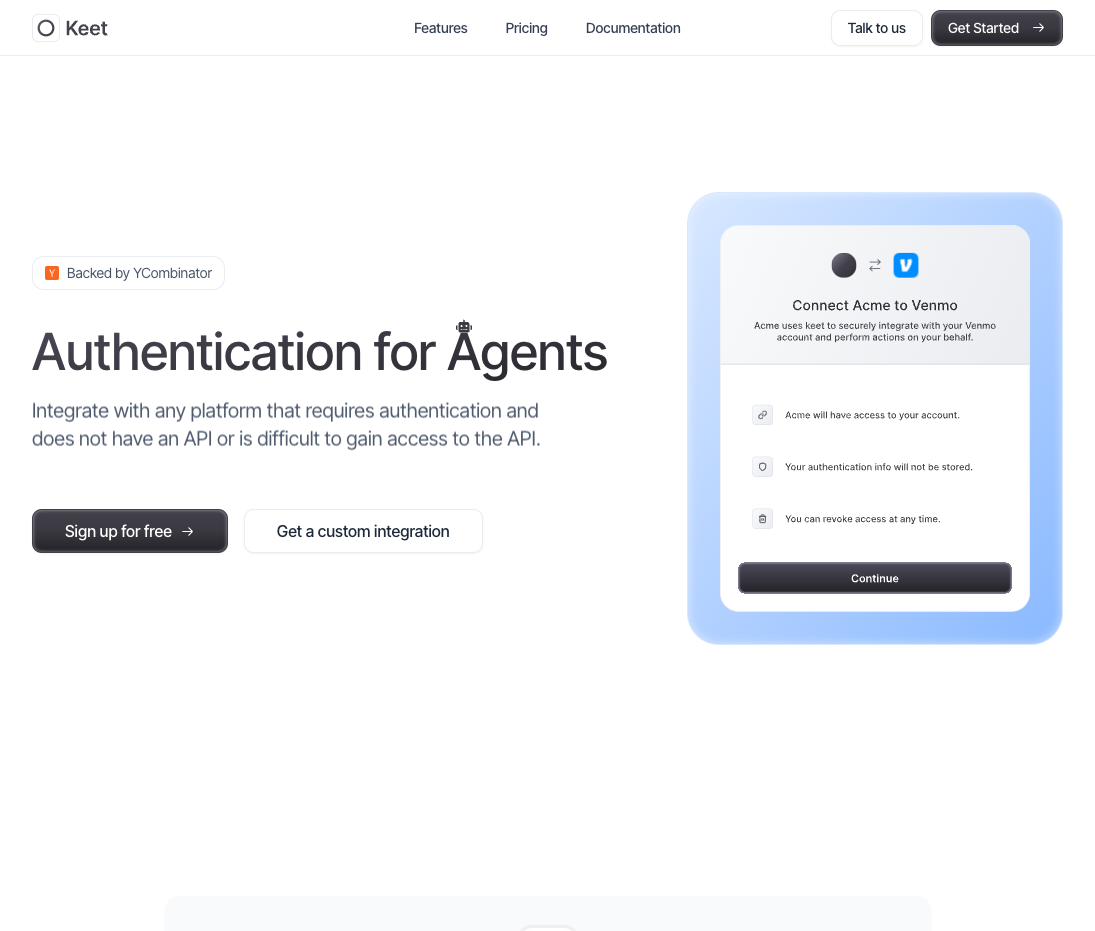 Keet
Features
Pricing
Documentation
Talk to us
Get Started
Y Backed by YCombinator
Authentication for Agents
Integrate with any platform that requires authentication and
does not have an API or is difficult to gain access to the API.
Sign up for free
Get a custom integration
Connect Acme to Venmo
Acme uses keet to securely integrate with your Venmo
account and perform actions on your behalf.
Acme will have access to your account.
Your authentication info will not be stored.
You can revoke access at any time.
Continue